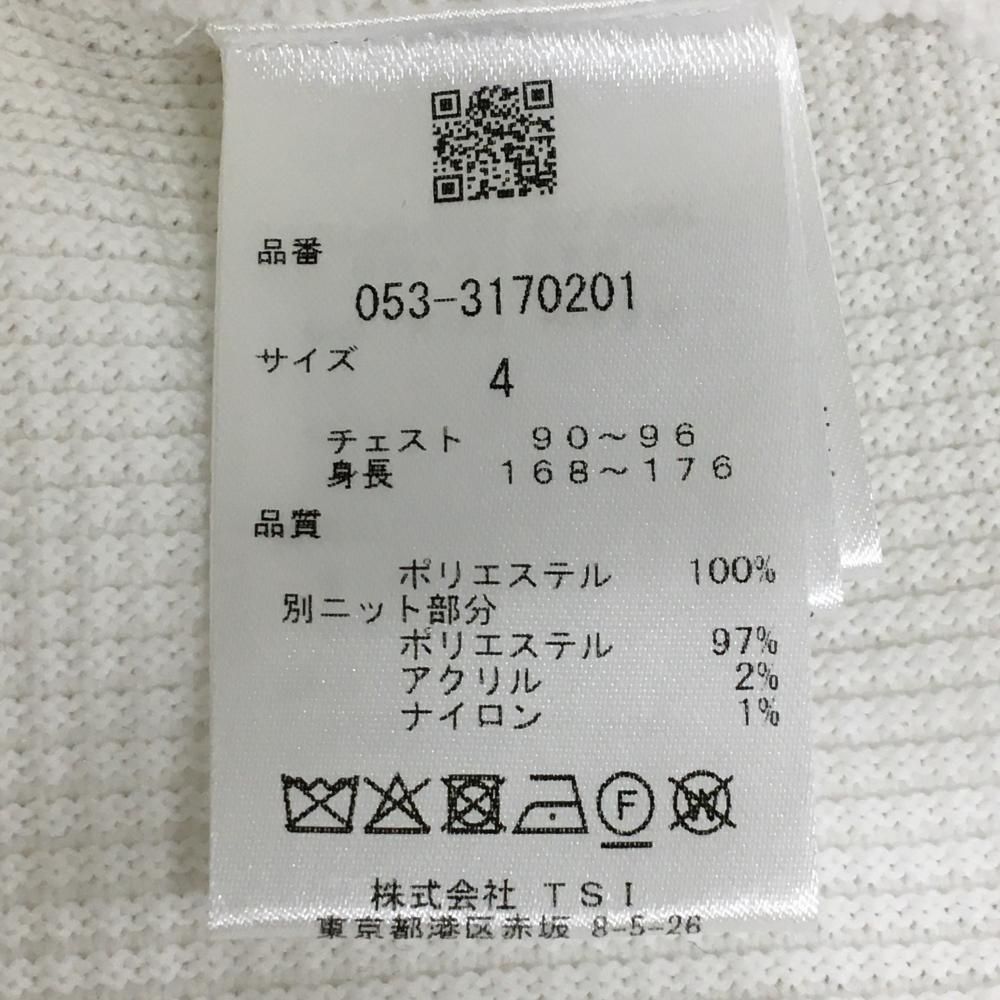 品番
053-3170201
サイズ
4
チェスト 90～96
身長 168～176
品質
ポリエステル 100%
別ニット部分
ポリエステル 97%
アクリル 2%
ナイロン 1%
F
W
株式会社 TSI
東京都港区赤坂 8-5-26